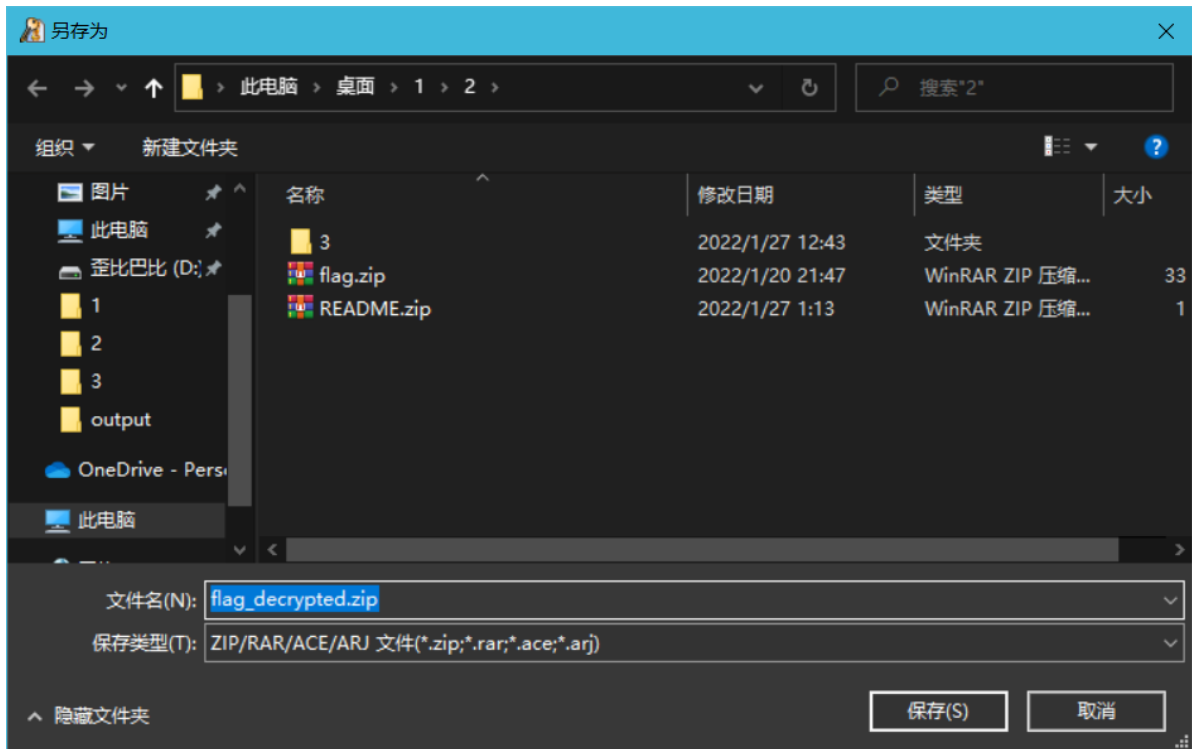 另存为
此电脑 > 桌面 > 1 > 2 >
搜索"2"
组织
新建文件夹
名称 修改日期 类型 大小
图片
此电脑
歪比巴比 (D:)
1
2
3
output
OneDrive - Pers
此电脑
3 2022/1/27 12:43 文件夹
flag.zip 2022/1/20 21:47 WinRAR ZIP 压缩... 33
README.zip 2022/1/27 1:13 WinRAR ZIP 压缩... 1
文件名(N): flag_decrypted.zip
保存类型(T): ZIP/RAR/ACE/ARJ 文件(*.zip;*.rar;*.ace;*.arj)
隐藏文件夹
保存(S)
取消